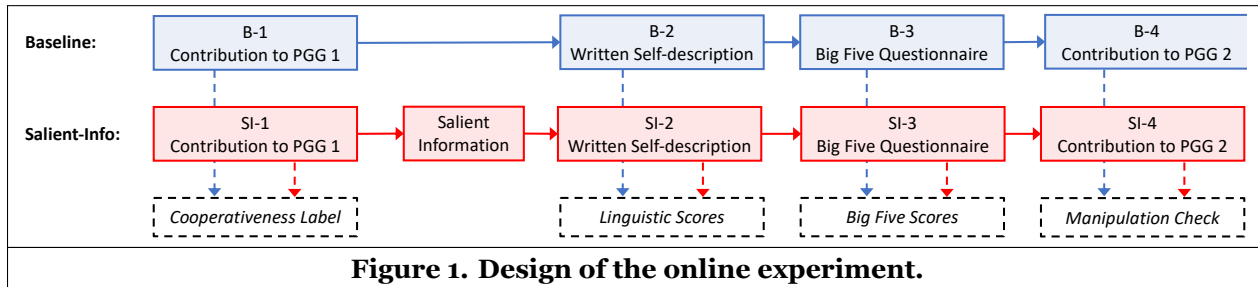 Baseline:
B-1
Contribution to PGG 1
B-2
Written Self-description
B-3
Big Five Questionnaire
B-4
Contribution to PGG 2
Salient-Info:
SI-1
Contribution to PGG 1
Salient
Information
SI-2
Written Self-description
SI-3
Big Five Questionnaire
SI-4
Contribution to PGG 2
Cooperativeness Label
Linguistic Scores
Big Five Scores
Manipulation Check
Figure 1. Design of the online experiment.